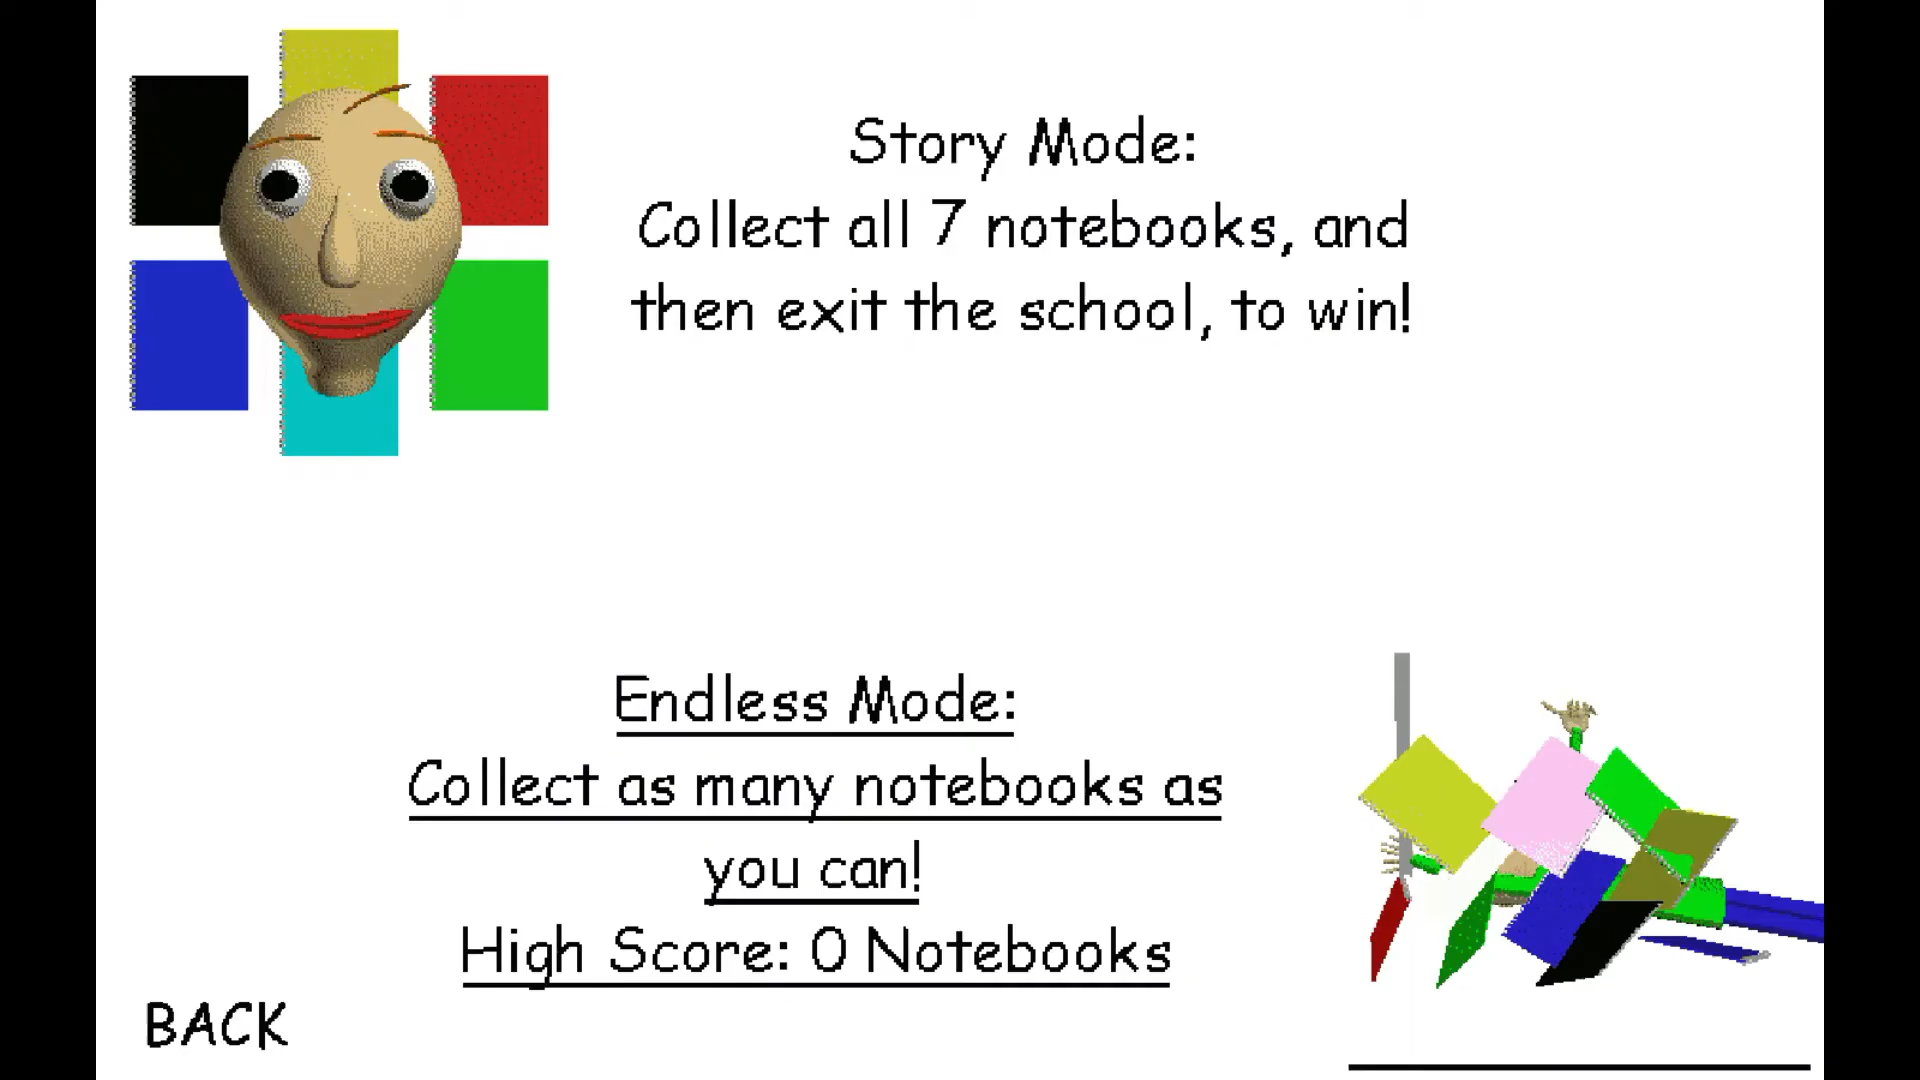 Story Mode:
Collect all 7 notebooks, and
then exit the school, to win!
Endless Mode:
Collect as many notebooks as
you can!
High Score: 0 Notebooks
BACK